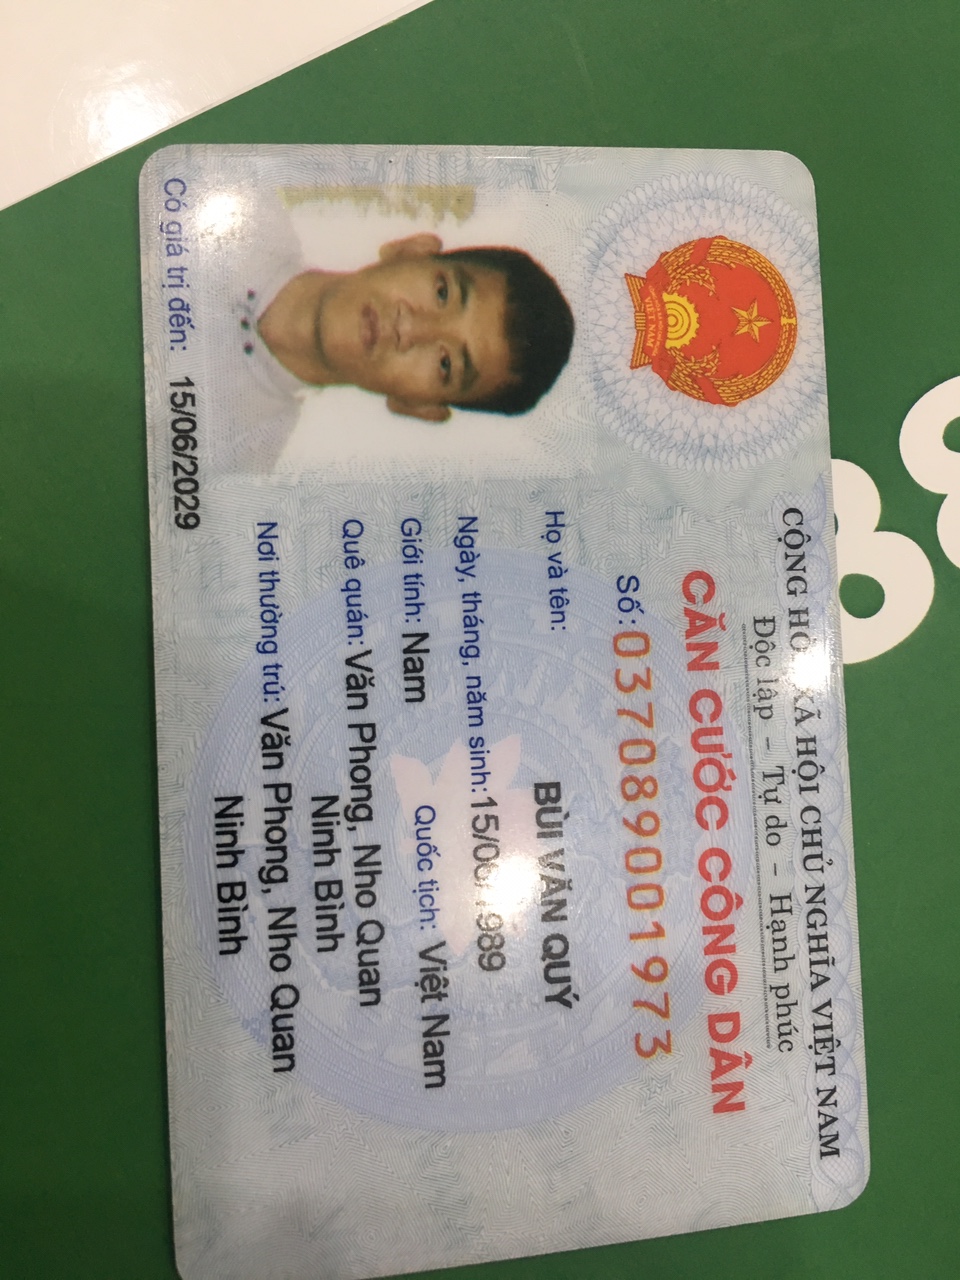 CỘNG HÒA XÃ HỘI CHỦ NGHĨA VIỆT NAM
Độc lập - Tự do - Hạnh phúc
CĂN CƯỚC CÔNG DÂN
VIỆT NAM
Số: 037089001973
Họ và tên: BÙI VĂN QUÝ
Ngày, tháng, năm sinh: 15/06/1989
Giới tính: Nam Quốc tịch: Việt Nam
Quê quán: Văn Phong, Nho Quan
Ninh Bình
Nơi thường trú: Văn Phong, Nho Quan
Ninh Bình
Có giá trị đến: 15/06/2029